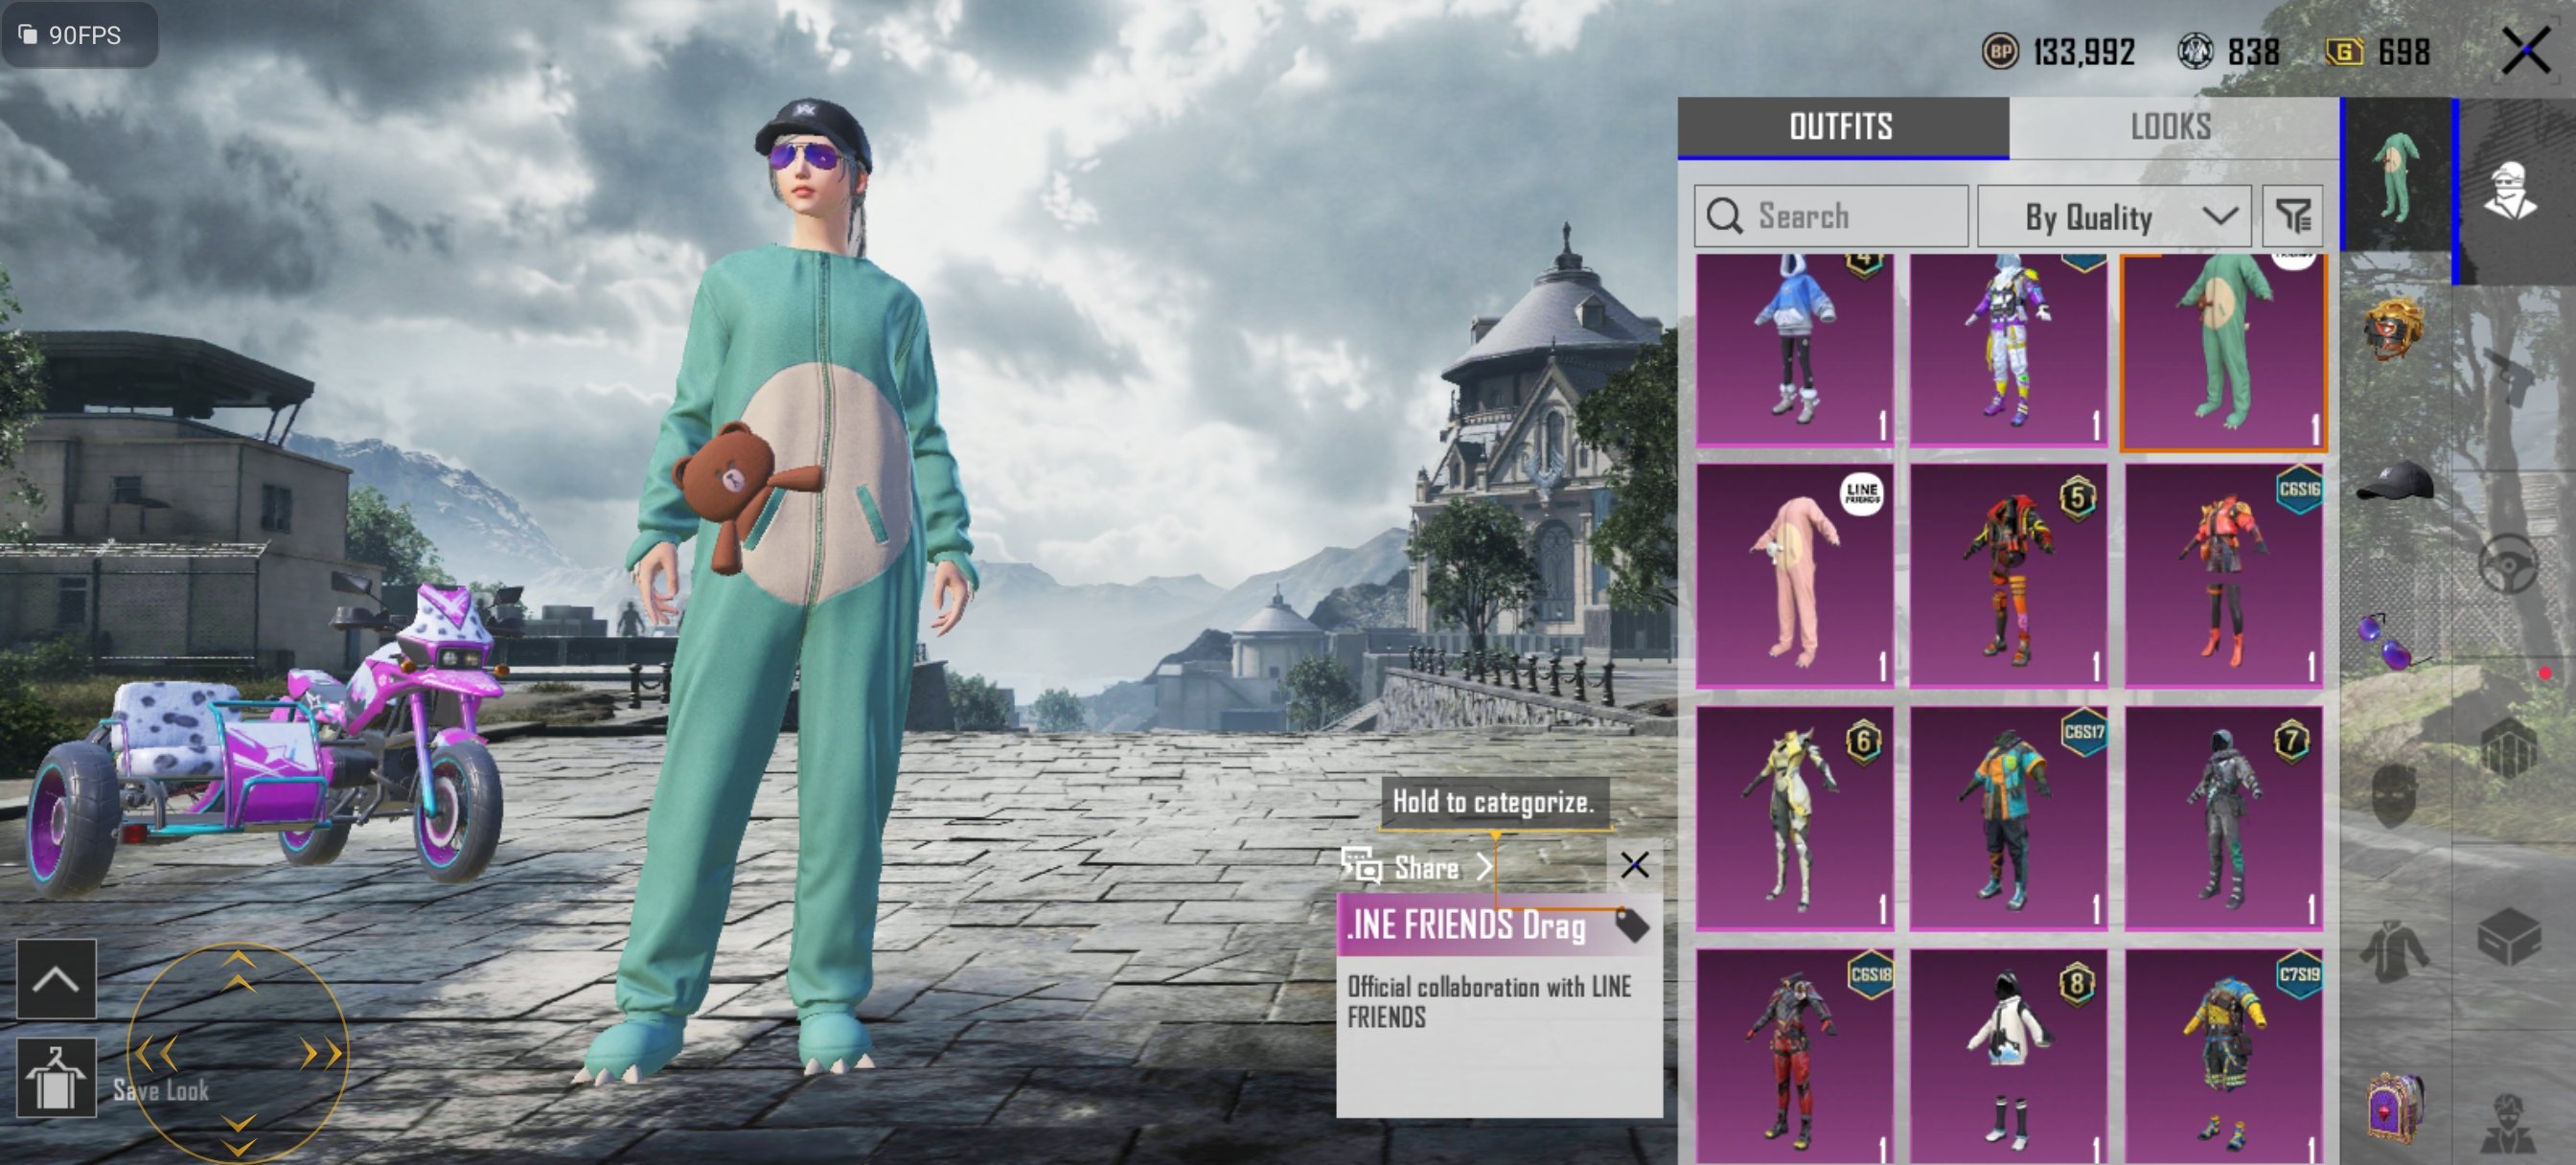 90FPS
BP 133,992
838
G 698
OUTFITS
LOOKS
Search
By Quality
4
1
1
1
LINE
FRIENDS
1
5
1
C6S16
1
6
1
C6S17
1
7
1
C6S18
1
8
1
C7S19
1
Hold to categorize.
Share
.INE FRIENDS Drag
Official collaboration with LINE
FRIENDS
Save Look